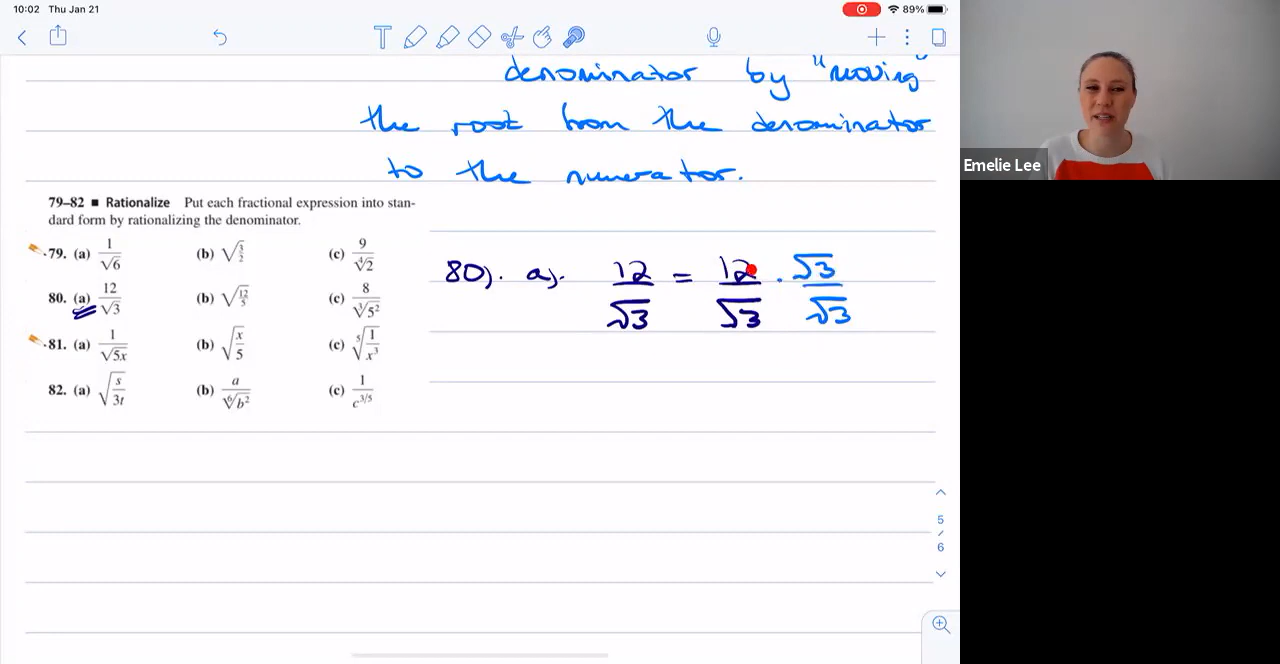 10:02 Thu Jan 21
89%
denominator by "moving"
the root from the denominator
to the numerator.
Emelie Lee
79–82 ■ Rationalize Put each fractional expression into stan-
dard form by rationalizing the denominator.
79. (a) 1/√6 (b) √(3/2) (c) 9/∜2
80. (a) 12/√3 (b) √(12/5) (c) 8/∛5²
81. (a) 1/√5x (b) √(x/5) (c) ⁵√(1/x³)
82. (a) √(s/3t) (b) a/⁶√b² (c) 1/c^(3/5)
80). a). 12/√3 = 12/√3 · √3/√3
5
/
6